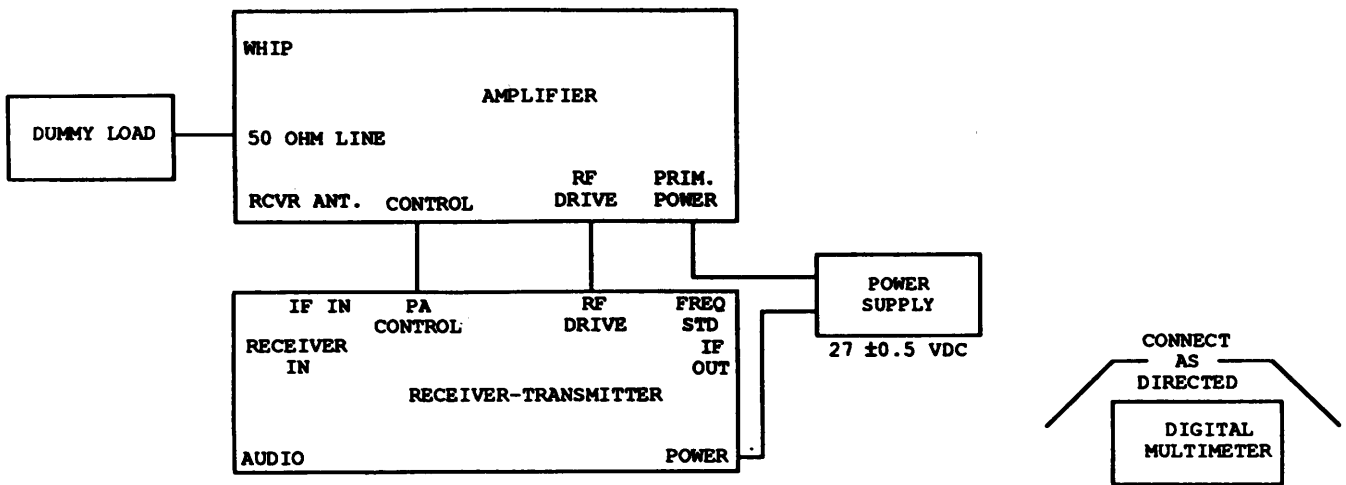 WHIP
AMPLIFIER
DUMMY LOAD
50 OHM LINE
RCVR ANT.
CONTROL
RF
DRIVE
PRIM.
POWER
IF IN
PA
CONTROL
RF
DRIVE
FREQ
STD
IF
OUT
RECEIVER
IN
RECEIVER-TRANSMITTER
AUDIO
POWER
POWER
SUPPLY
27 ±0.5 VDC
CONNECT
AS
DIRECTED
DIGITAL
MULTIMETER